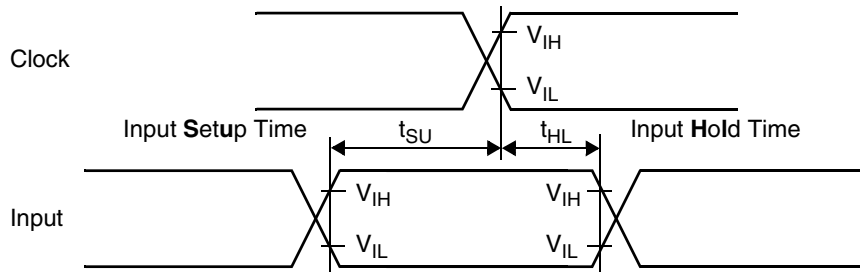 Clock
V_IH
V_IL
Input Setup Time
t_SU
t_HL
Input Hold Time
Input
V_IH
V_IH
V_IL
V_IL